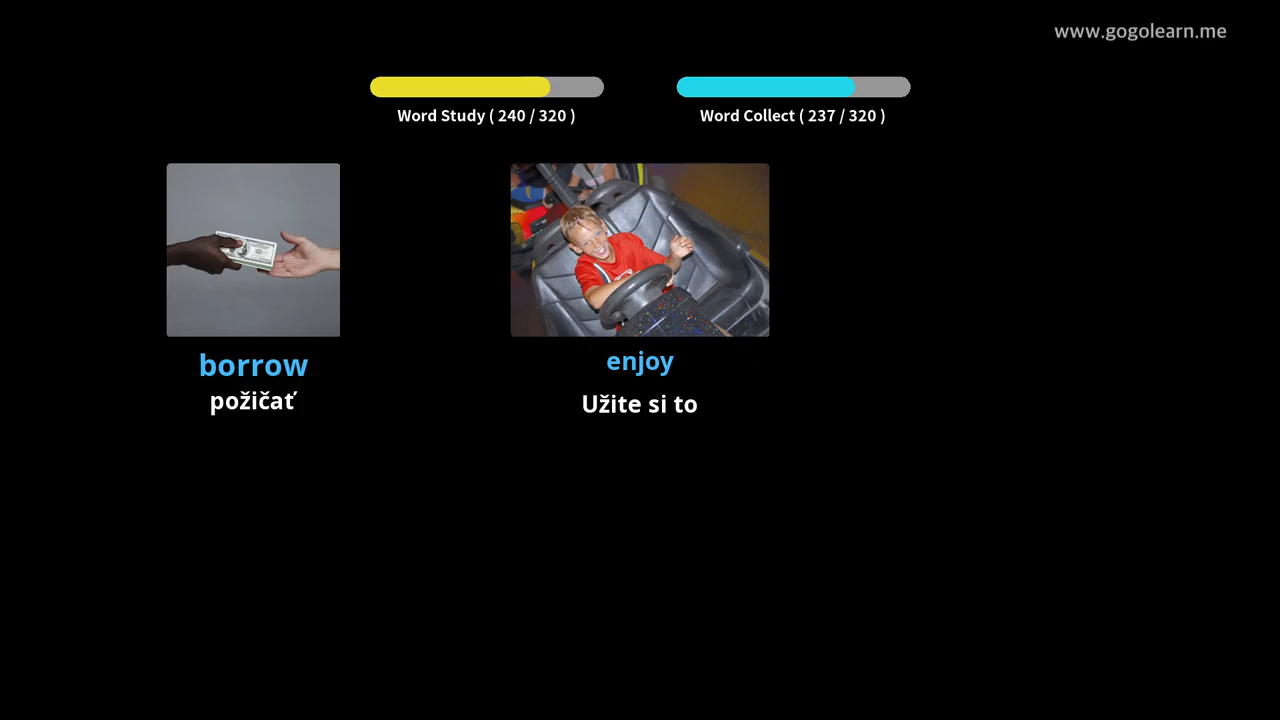 www.gogolearn.me
Word Study ( 240 / 320 )
Word Collect ( 237 / 320 )
borrow
požičať
enjoy
Užite si to